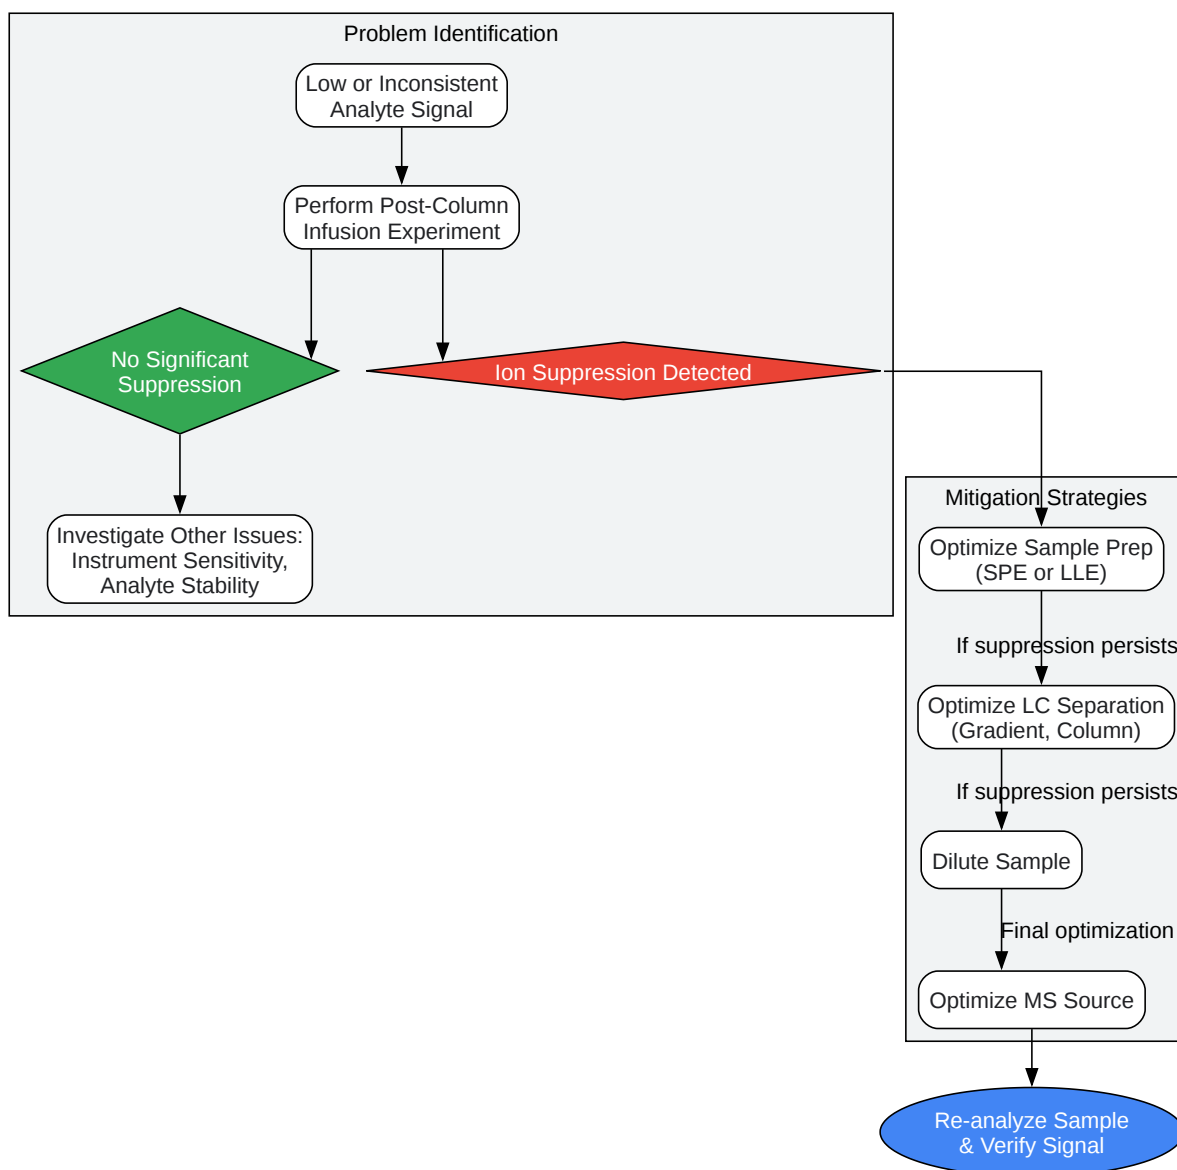 Problem Identification
Low or Inconsistent
Analyte Signal
Perform Post-Column
Infusion Experiment
No Significant
Suppression
Ion Suppression Detected
Investigate Other Issues:
Instrument Sensitivity,
Analyte Stability
Mitigation Strategies
Optimize Sample Prep
(SPE or LLE)
If suppression persists
Optimize LC Separation
(Gradient, Column)
If suppression persists
Dilute Sample
Final optimization
Optimize MS Source
Re-analyze Sample
& Verify Signal